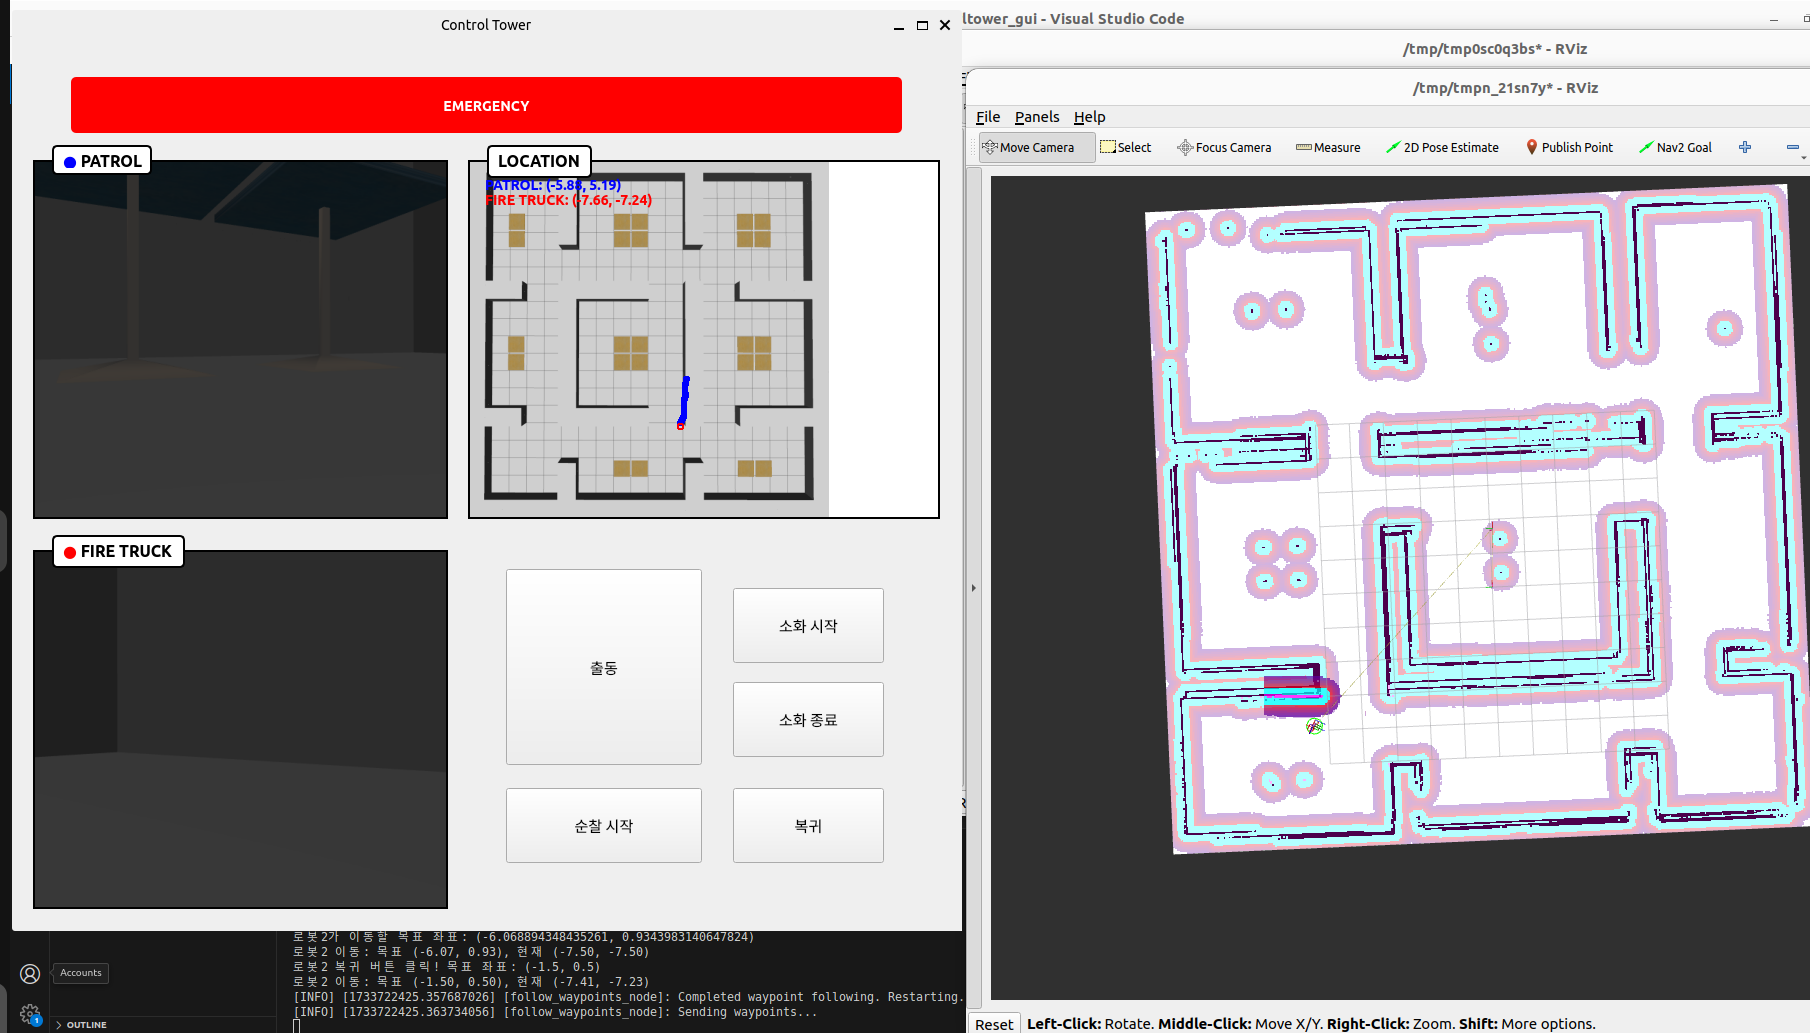 Control Tower
EMERGENCY
PATROL
LOCATION
PATROL: (-5.88, 5.19)
FIRE TRUCK: (-7.66, -7.24)
FIRE TRUCK
출동
소화 시작
소화 종료
순찰 시작
복귀
로봇2가 이동할 목표 좌표: (-6.068894348435261, 0.9343983140647824)
로봇2 이동: 목표 (-6.07, 0.93), 현재 (-7.50, -7.50)
로봇2 복귀 버튼 클릭! 목표 좌표: (-1.5, 0.5)
로봇2 이동: 목표 (-1.50, 0.50), 현재 (-7.41, -7.23)
[INFO] [1733722425.357687026] [follow_waypoints_node]: Completed waypoint following. Restarting.
[INFO] [1733722425.363734056] [follow_waypoints_node]: Sending waypoints...
Accounts
1
OUTLINE
ltower_gui - Visual Studio Code
/tmp/tmp0sc0q3bs* - RViz
/tmp/tmpn_21sn7y* - RViz
File Panels Help
Move Camera Select Focus Camera Measure 2D Pose Estimate Publish Point Nav2 Goal
Reset Left-Click: Rotate. Middle-Click: Move X/Y. Right-Click: Zoom. Shift: More options.